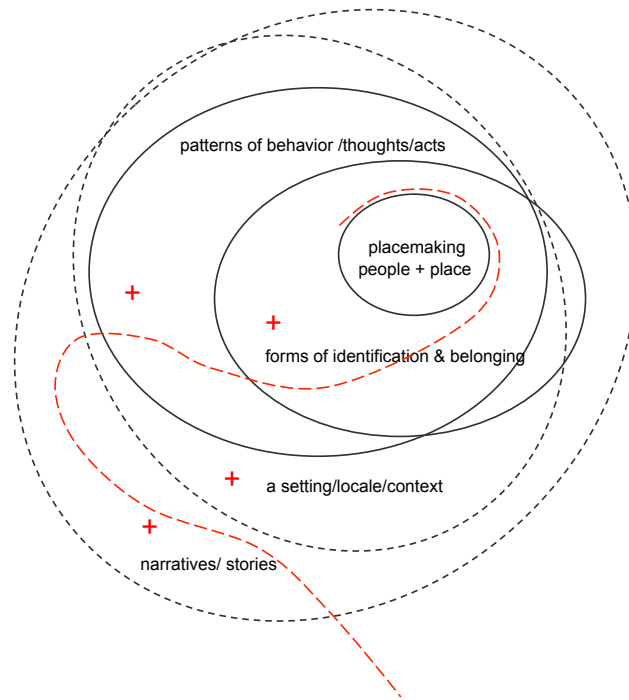 patterns of behavior /thoughts/acts
placemaking
people + place
forms of identification & belonging
a setting/locale/context
narratives/ stories